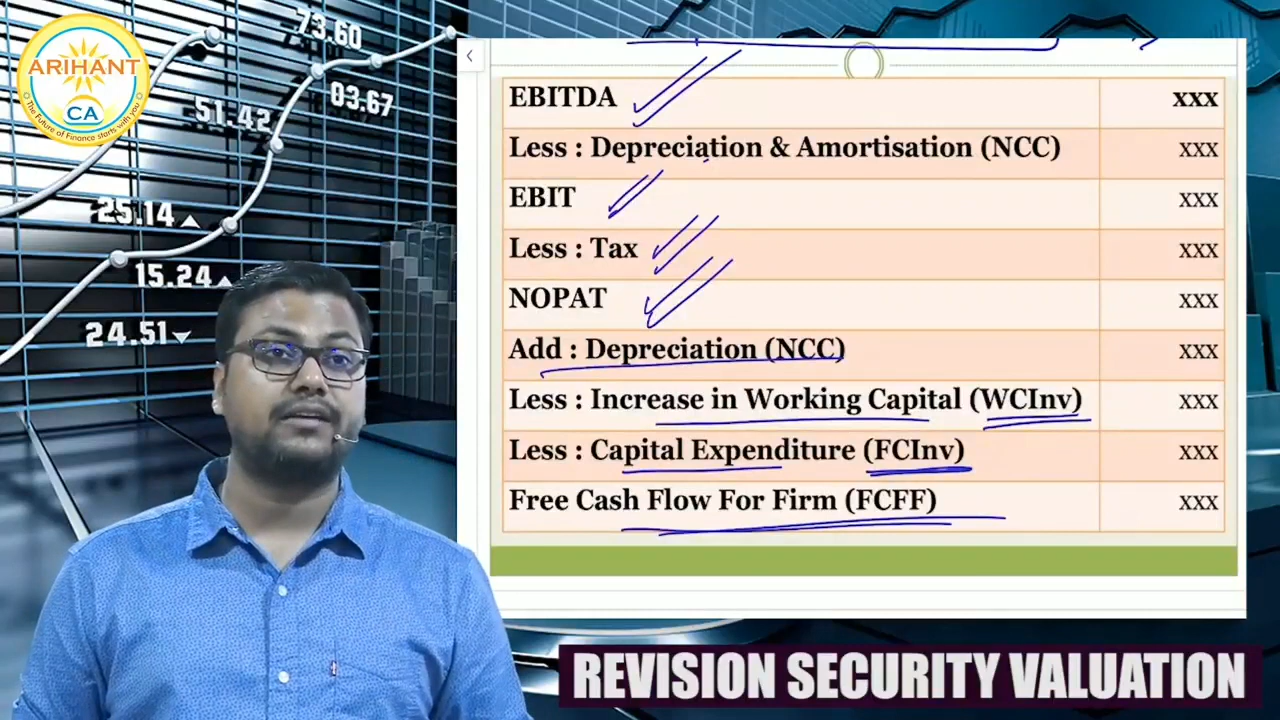 ARIHANT
CA
The Future of Finance starts with you
73.60
51.42
03.67
25.14
15.24
24.51
EBITDA xxx
Less : Depreciation & Amortisation (NCC) xxx
EBIT xxx
Less : Tax xxx
NOPAT xxx
Add : Depreciation (NCC) xxx
Less : Increase in Working Capital (WCInv) xxx
Less : Capital Expenditure (FCInv) xxx
Free Cash Flow For Firm (FCFF) xxx
REVISION SECURITY VALUATION